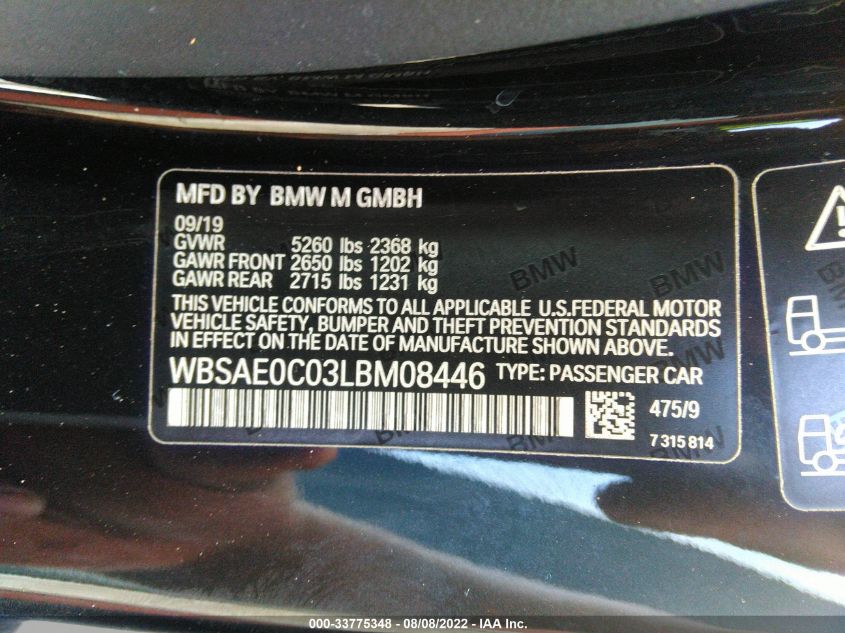 MFD BY BMW M GMBH
09/19
GVWR 5260 lbs 2368 kg
GAWR FRONT 2650 lbs 1202 kg
GAWR REAR 2715 lbs 1231 kg
THIS VEHICLE CONFORMS TO ALL APPLICABLE U.S.FEDERAL MOTOR
VEHICLE SAFETY, BUMPER AND THEFT PREVENTION STANDARDS
IN EFFECT ON THE DATE OF MANUFACTURE SHOWN ABOVE.
WBSAE0C03LBM08446 TYPE: PASSENGER CAR
475/9
7 315 814
BMW
BMW
000-33775348 - 08/08/2022 - IAA Inc.